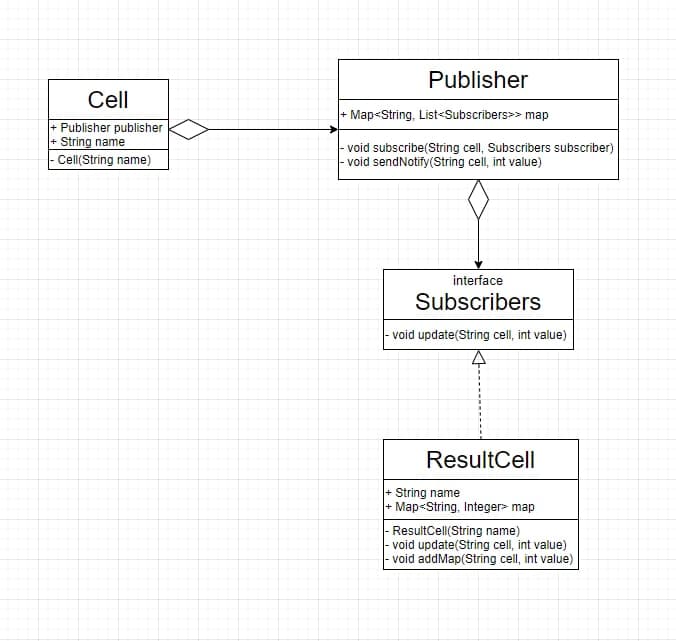 Cell
+ Publisher publisher
+ String name
- Cell(String name)
Publisher
+ Map<String, List<Subscribers>> map
- void subscribe(String cell, Subscribers subscriber)
- void sendNotify(String cell, int value)
interface
Subscribers
- void update(String cell, int value)
ResultCell
+ String name
+ Map<String, Integer> map
- ResultCell(String name)
- void update(String cell, int value)
- void addMap(String cell, int value)